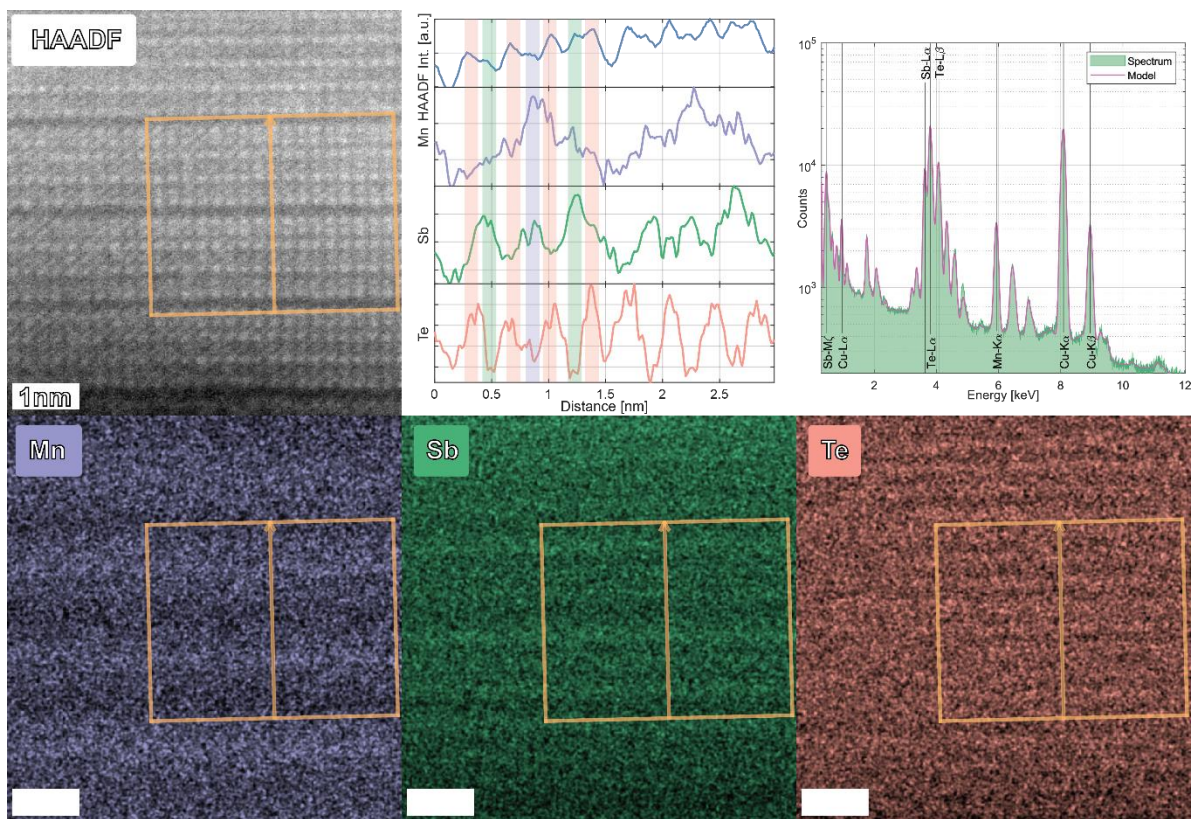 HAADF
1nm
HAADF Int. [a.u.]
Mn
Sb
Te
0 0.5 1 1.5 2 2.5
Distance [nm]
10^5
10^4
10^3
Counts
Spectrum
Model
Sb-Lα
Te-Lβ
Sb-Mζ
Cu-Lα
Te-Lα
Mn-Kα
Cu-Kα
Cu-Kβ
2 4 6 8 10 12
Energy [keV]
Mn
Sb
Te